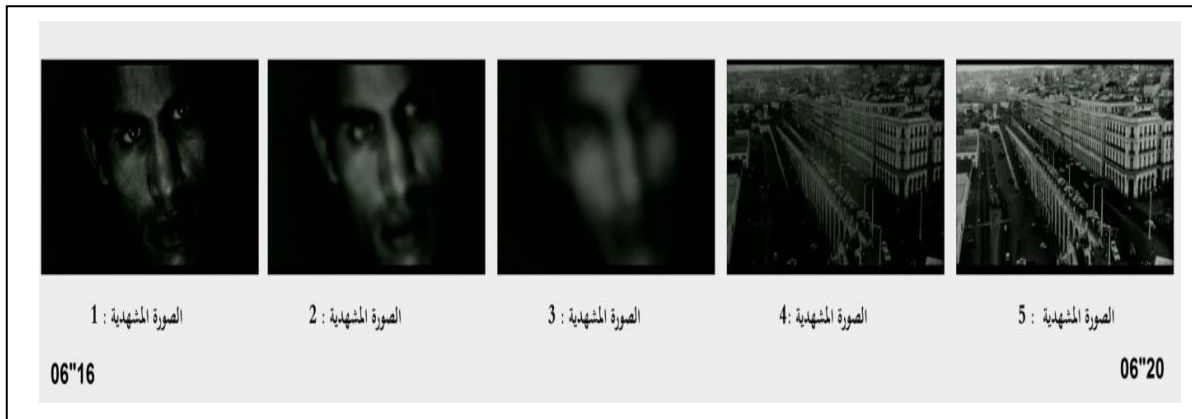 الصورة المشهدية : 1
الصورة المشهدية : 2
الصورة المشهدية : 3
الصورة المشهدية :4
الصورة المشهدية : 5
06"16
06"20